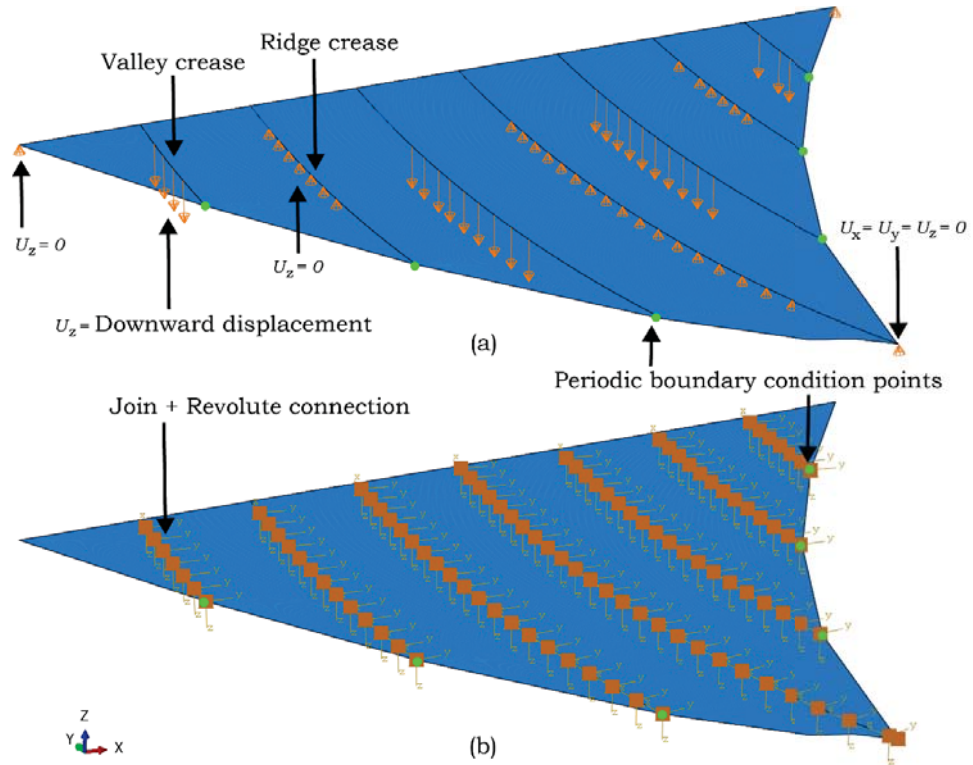 Ridge crease
Valley crease
U_z = 0
U_z = 0
U_x = U_y = U_z = 0
U_z = Downward displacement
(a)
Periodic boundary condition points
Join + Revolute connection
Z
Y
X
(b)